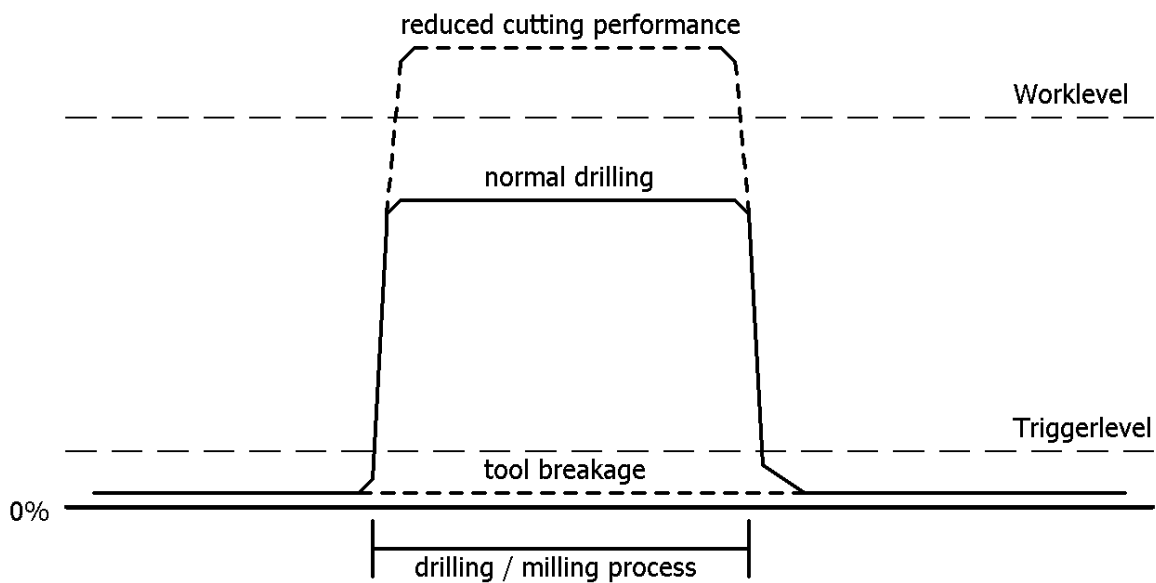 reduced cutting performance
Worklevel
normal drilling
Triggerlevel
tool breakage
0%
drilling / milling process